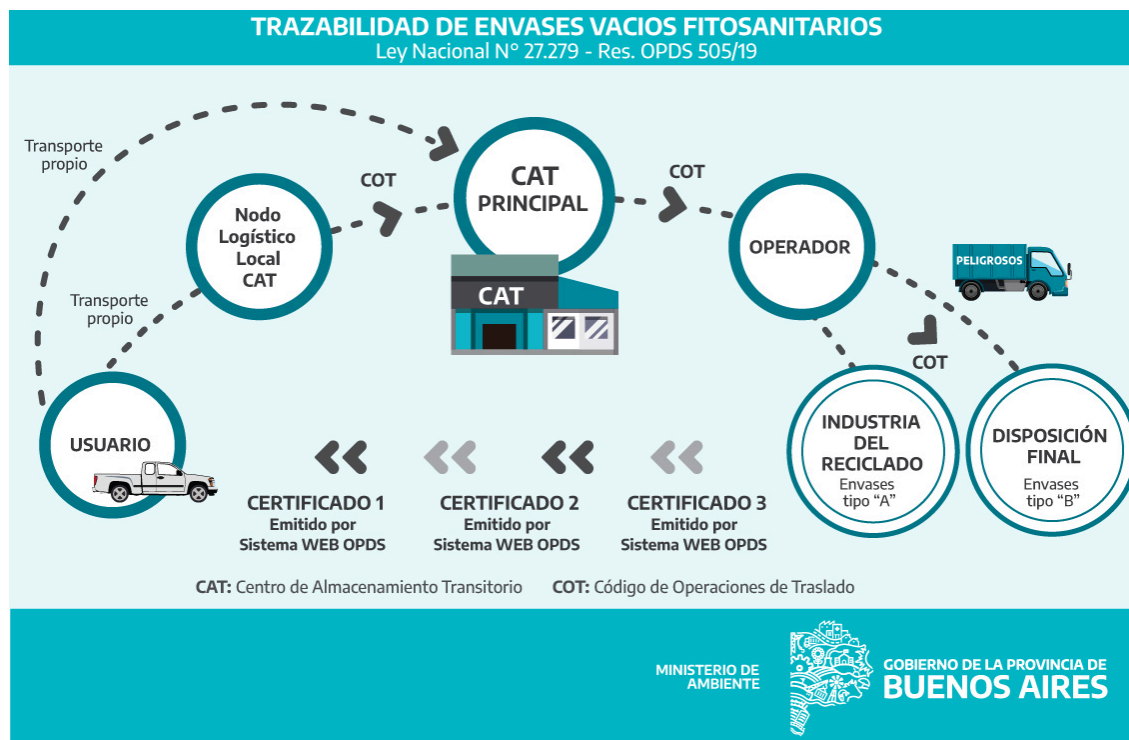 TRAZABILIDAD DE ENVASES VACIOS FITOSANITARIOS
Ley Nacional N° 27.279 - Res. OPDS 505/19
Transporte
propio
Nodo
Logístico
Local
CAT
COT
CAT
PRINCIPAL
CAT
COT
OPERADOR
PELIGROSOS
Transporte
propio
COT
USUARIO
INDUSTRIA
DEL
RECICLADO
Envases
tipo “A”
DISPOSICIÓN
FINAL
Envases
tipo “B”
CERTIFICADO 1
Emitido por
Sistema WEB OPDS
CERTIFICADO 2
Emitido por
Sistema WEB OPDS
CERTIFICADO 3
Emitido por
Sistema WEB OPDS
CAT: Centro de Almacenamiento Transitorio COT: Código de Operaciones de Traslado
MINISTERIO DE
AMBIENTE
GOBIERNO DE LA PROVINCIA DE
BUENOS AIRES